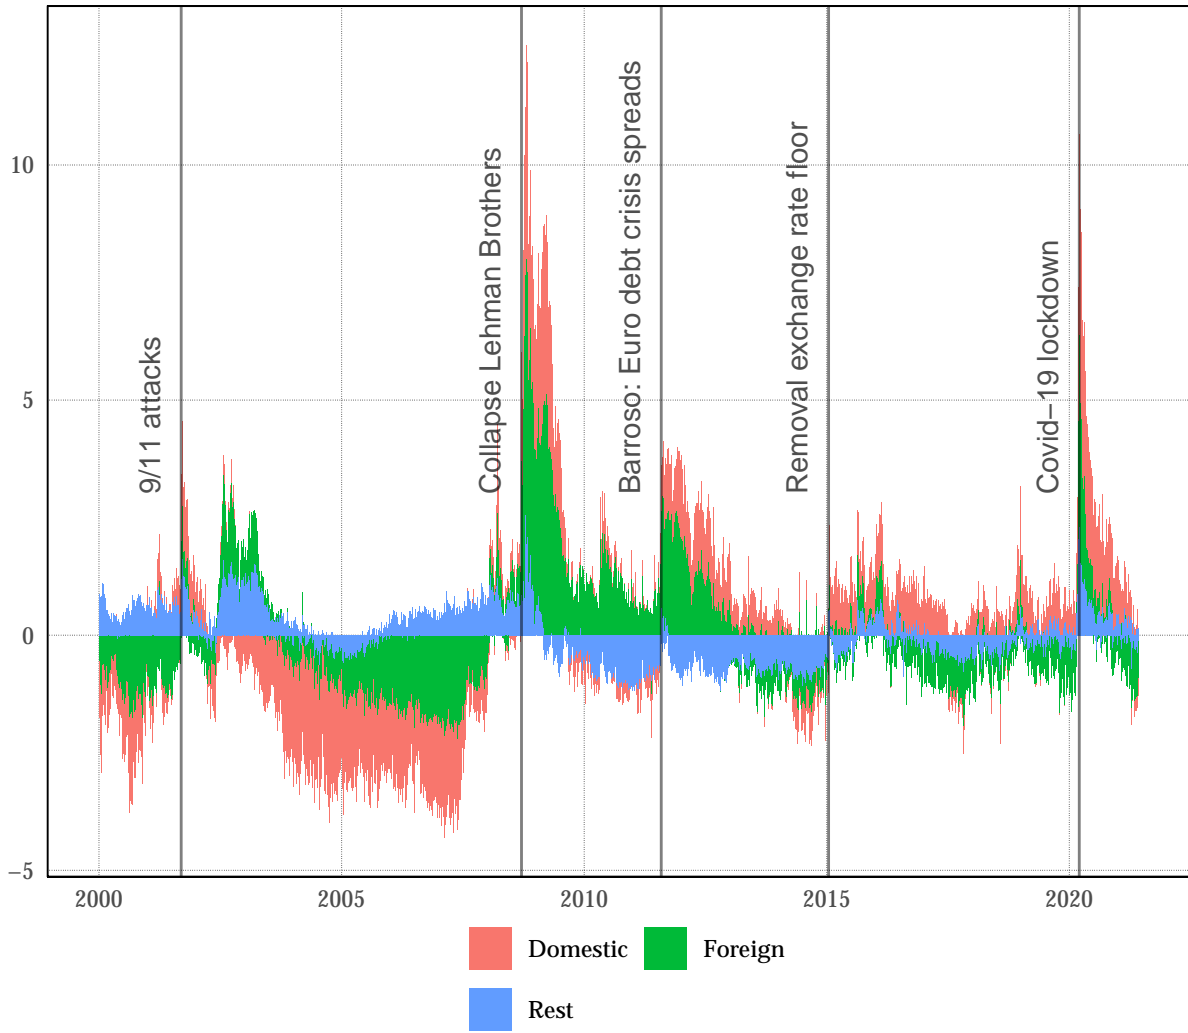 10
5
0
−5
9/11 attacks
Collapse Lehman Brothers
Barroso: Euro debt crisis spreads
Removal exchange rate floor
Covid−19 lockdown
2000
2005
2010
2015
2020
Domestic
Foreign
Rest